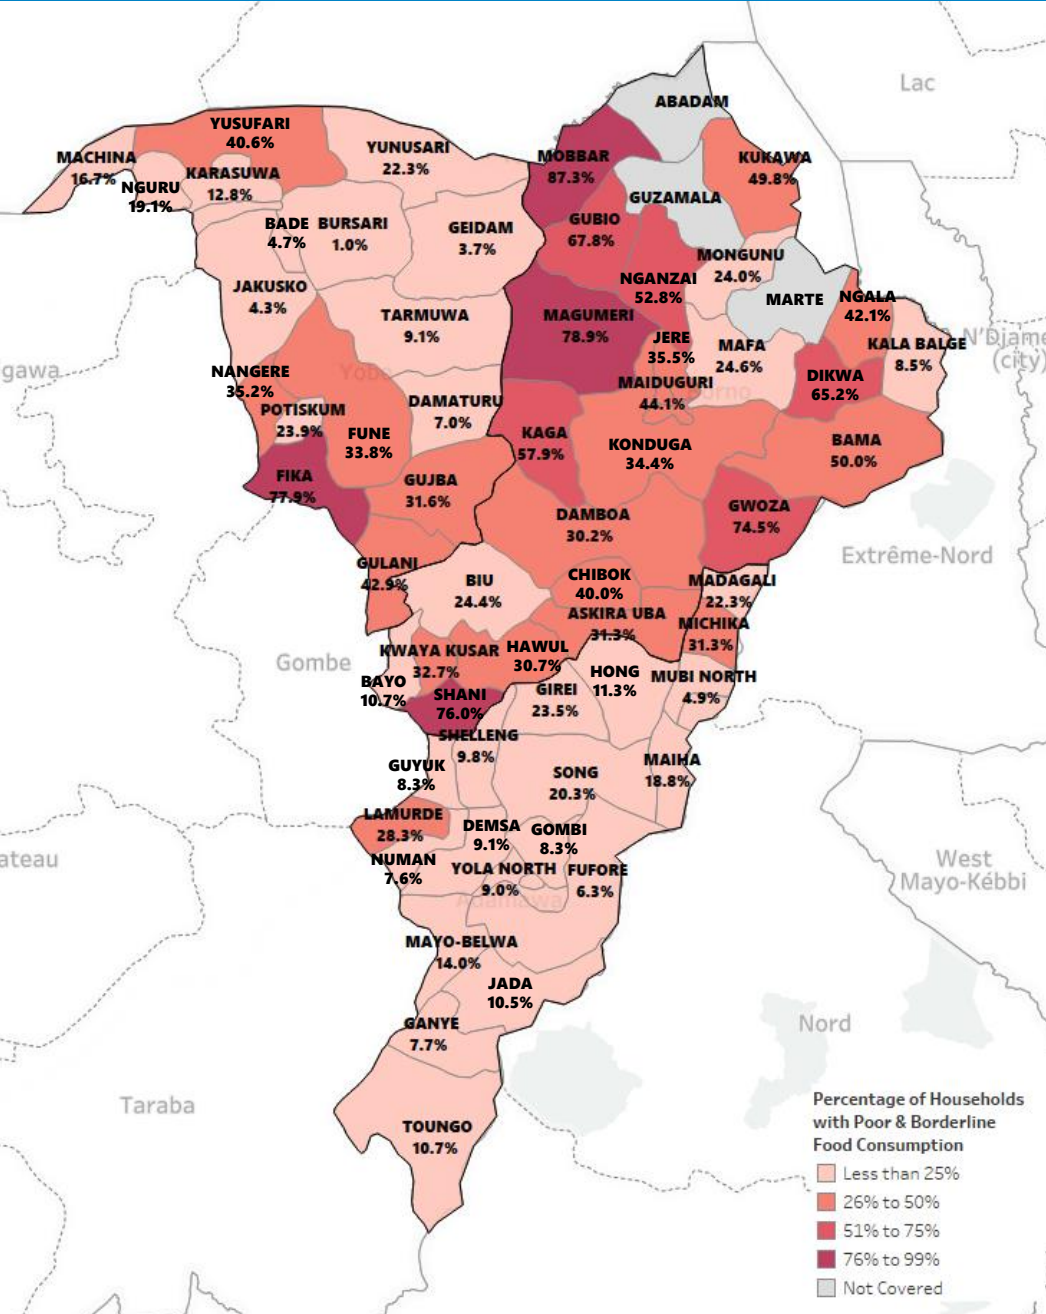 Lac
ABADAM
YUSUFARI
40.6%
YUNUSARI
22.3%
MACHINA
16.7%
MOBBAR
87.3%
KUKAWA
49.8%
KARASUWA
12.8%
NGURU
19.1%
GUZAMALA
BADE
4.7%
BURSARI
1.0%
GEIDAM
3.7%
GUBIO
67.8%
MONGUNU
24.0%
NGANZAI
52.8%
JAKUSKO
4.3%
MARTE
NGALA
42.1%
TARMUWA
9.1%
MAGUMERI
78.9%
JERE
35.5%
MAFA
24.6%
KALA BALGE
8.5%
N'Djame
(city)
gawa
NANGERE
35.2%
Yobe
DIKWA
65.2%
MAIDUGURI
44.1%
orno
POTISKUM
23.9%
DAMATURU
7.0%
FUNE
33.8%
KAGA
57.9%
KONDUGA
34.4%
BAMA
50.0%
FIKA
77.9%
GUJBA
31.6%
GWOZA
74.5%
DAMBOA
30.2%
Extrême-Nord
GULANI
42.9%
BIU
24.4%
CHIBOK
40.0%
MADAGALI
22.3%
ASKIRA UBA
31.3%
MICHIKA
31.3%
Gombe
KWAYA KUSAR
32.7%
HAWUL
30.7%
HONG
11.3%
MUBI NORTH
4.9%
BAYO
10.7%
SHANI
76.0%
GIREI
23.5%
SHELLENG
9.8%
GUYUK
8.3%
SONG
20.3%
MAIHA
18.8%
LAMURDE
28.3%
DEMSA
9.1%
GOMBI
8.3%
ateau
NUMAN
7.6%
YOLA NORTH
9.0%
FUFORE
6.3%
West
Mayo-Kébbi
Adamawa
MAYO-BELWA
14.0%
JADA
10.5%
GANYE
7.7%
Nord
Taraba
TOUNGO
10.7%
Percentage of Households
with Poor & Borderline
Food Consumption
Less than 25%
26% to 50%
51% to 75%
76% to 99%
Not Covered